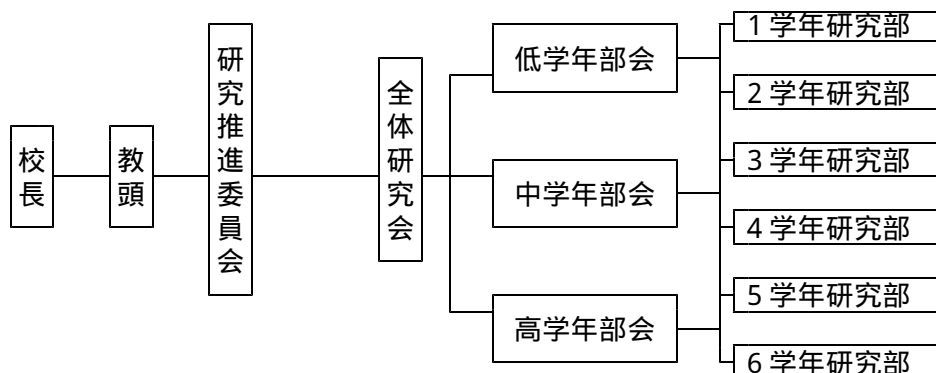 校長
教頭
研究推進委員会
全体研究会
低学年部会
中学年部会
高学年部会
1 学年研究部
2 学年研究部
3 学年研究部
4 学年研究部
5 学年研究部
6 学年研究部